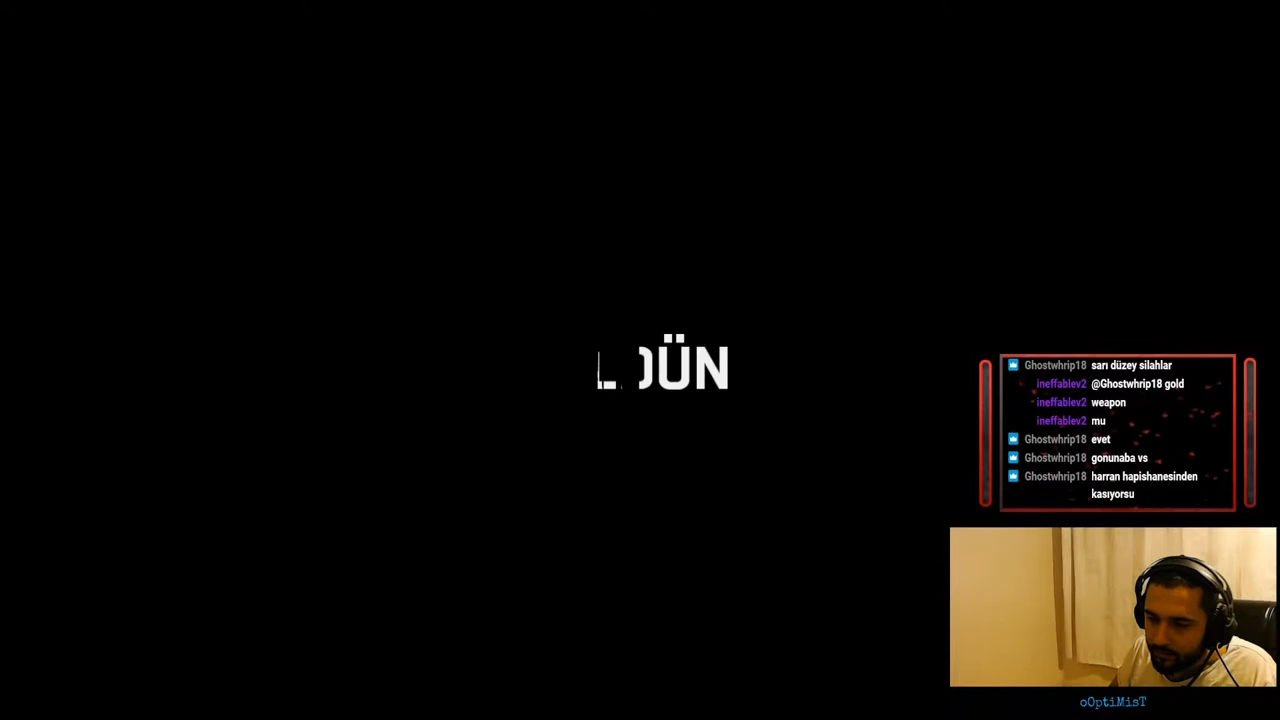 DÜN
Ghostwhrip18 sarı düzey silahlar
ineffablev2 @Ghostwhrip18 gold
ineffablev2 weapon
ineffablev2 mu
Ghostwhrip18 evet
Ghostwhrip18 gonunaba vs
Ghostwhrip18 harran hapishanesinden
kasıyorsu
oOptiMisT